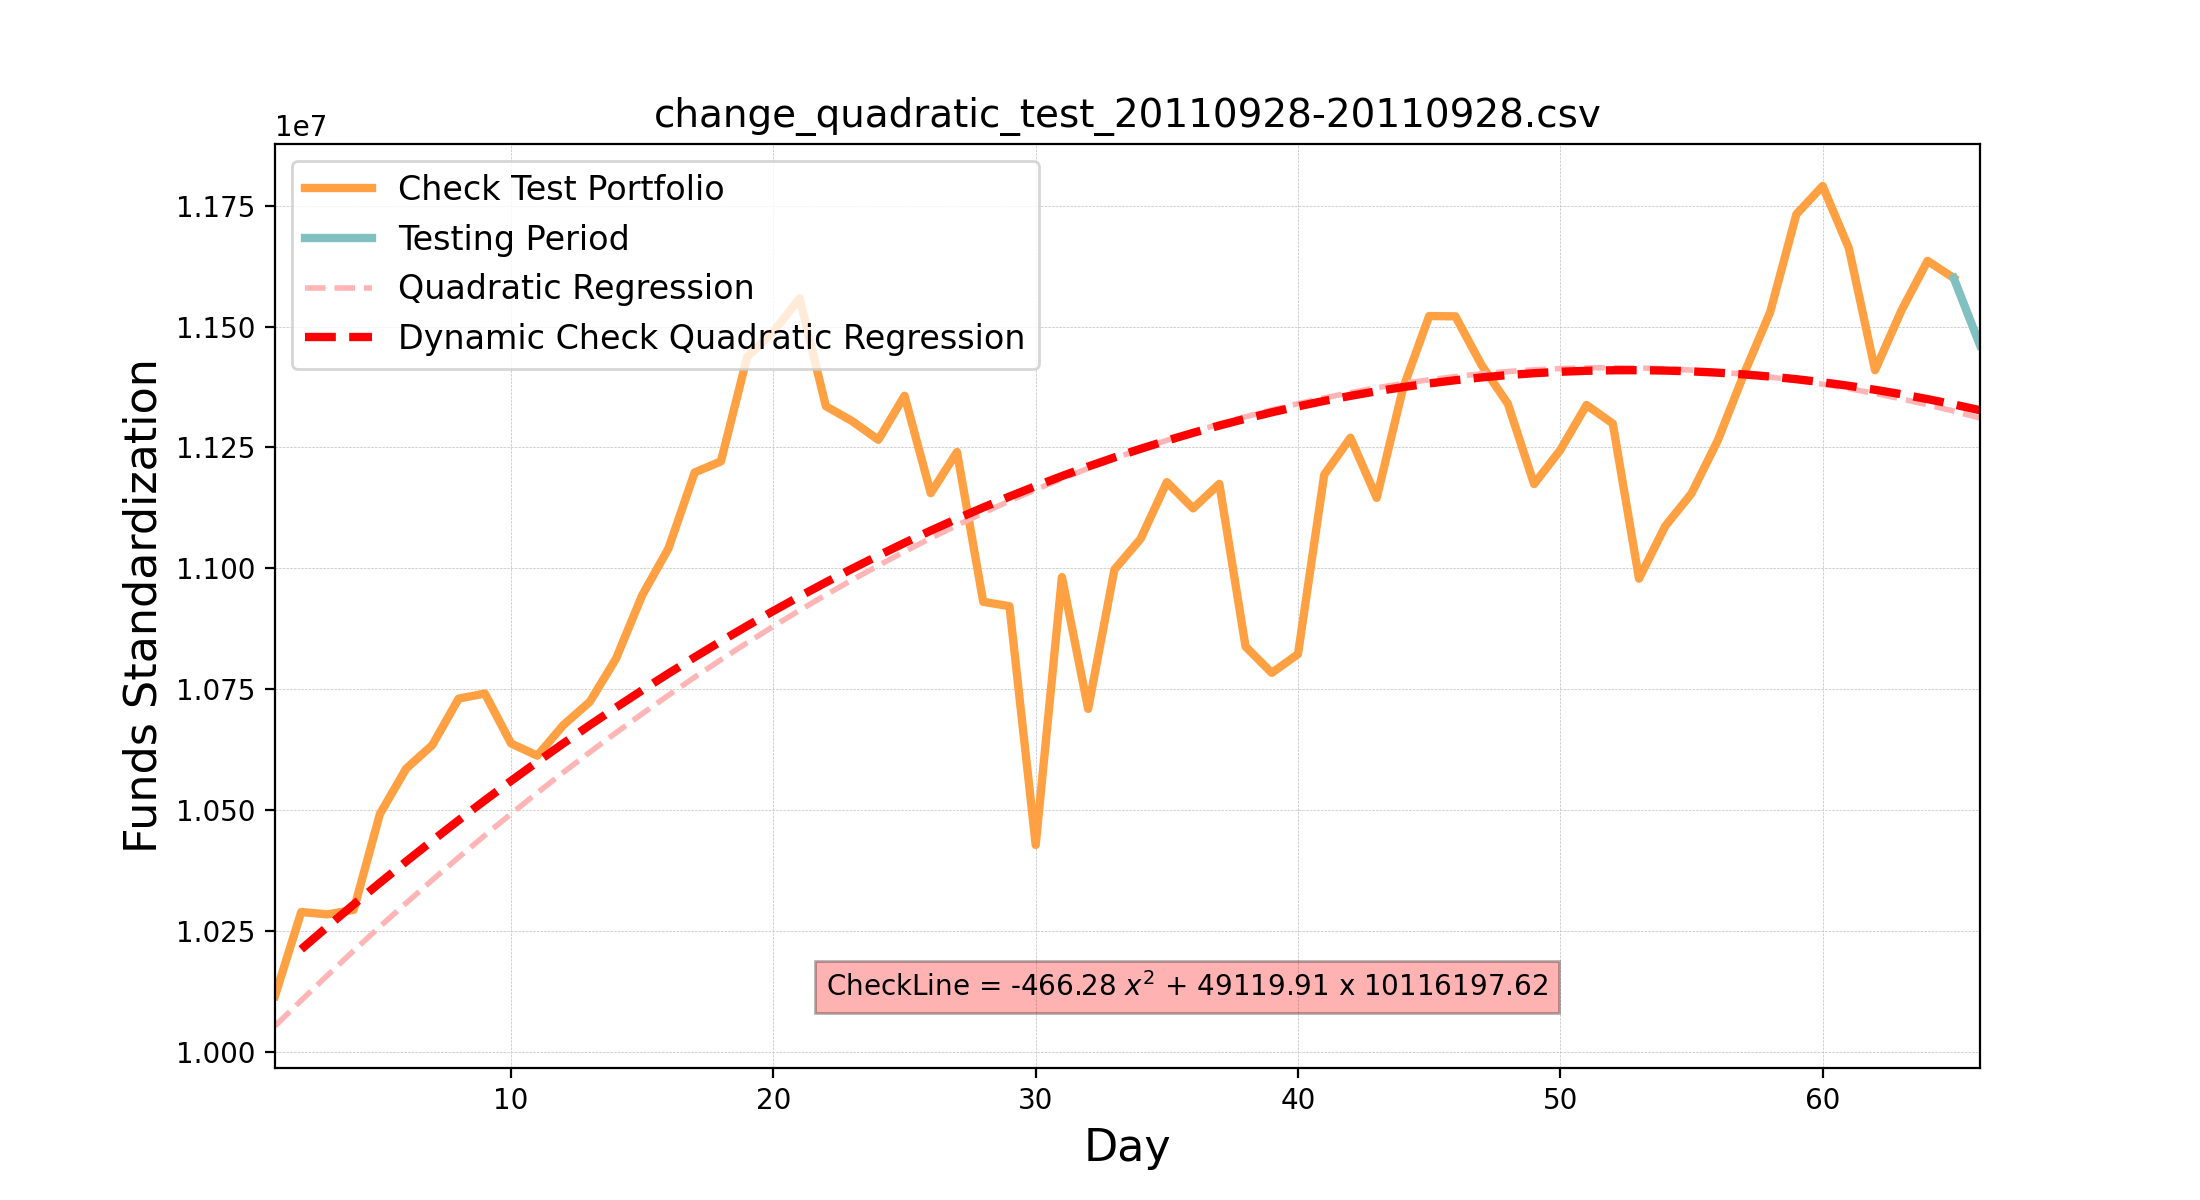 change_quadratic_test_20110928-20110928.csv
1e7
Check Test Portfolio
Testing Period
Quadratic Regression
Dynamic Check Quadratic Regression
1.175
1.150
1.125
1.100
1.075
1.050
1.025
1.000
Funds Standardization
CheckLine = -466.28 x² + 49119.91 x 10116197.62
10 20 30 40 50 60
Day